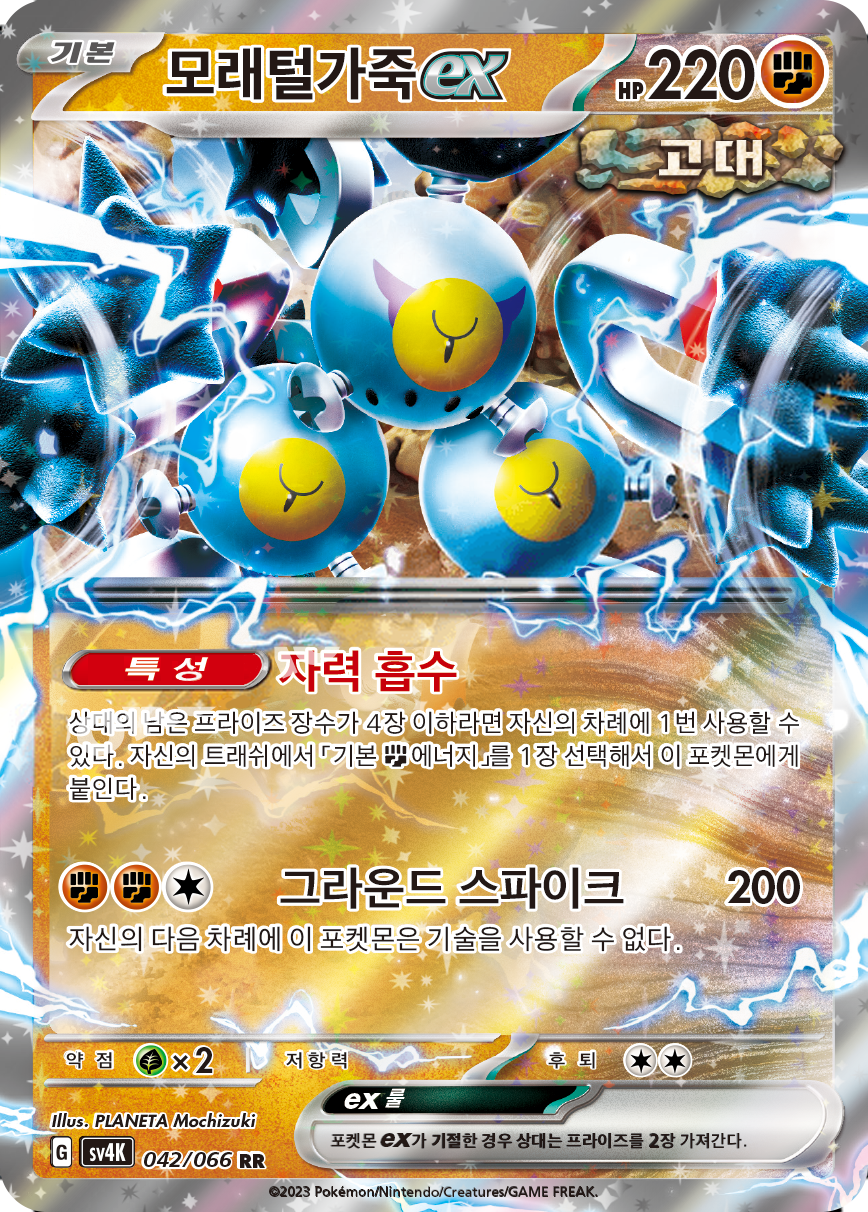 기본
모래털가죽ex
HP220
고대
특성 자력 흡수
상대의 남은 프라이즈 장수가 4장 이하라면 자신의 차례에 1번 사용할 수
있다. 자신의 트래쉬에서 「기본 에너지」를 1장 선택해서 이 포켓몬에게
붙인다.
그라운드 스파이크 200
자신의 다음 차례에 이 포켓몬은 기술을 사용할 수 없다.
약점 ×2 저항력 후퇴
ex룰
포켓몬 ex가 기절한 경우 상대는 프라이즈를 2장 가져간다.
Illus. PLANETA Mochizuki
G sv4K 042/066 RR
©2023 Pokémon/Nintendo/Creatures/GAME FREAK.